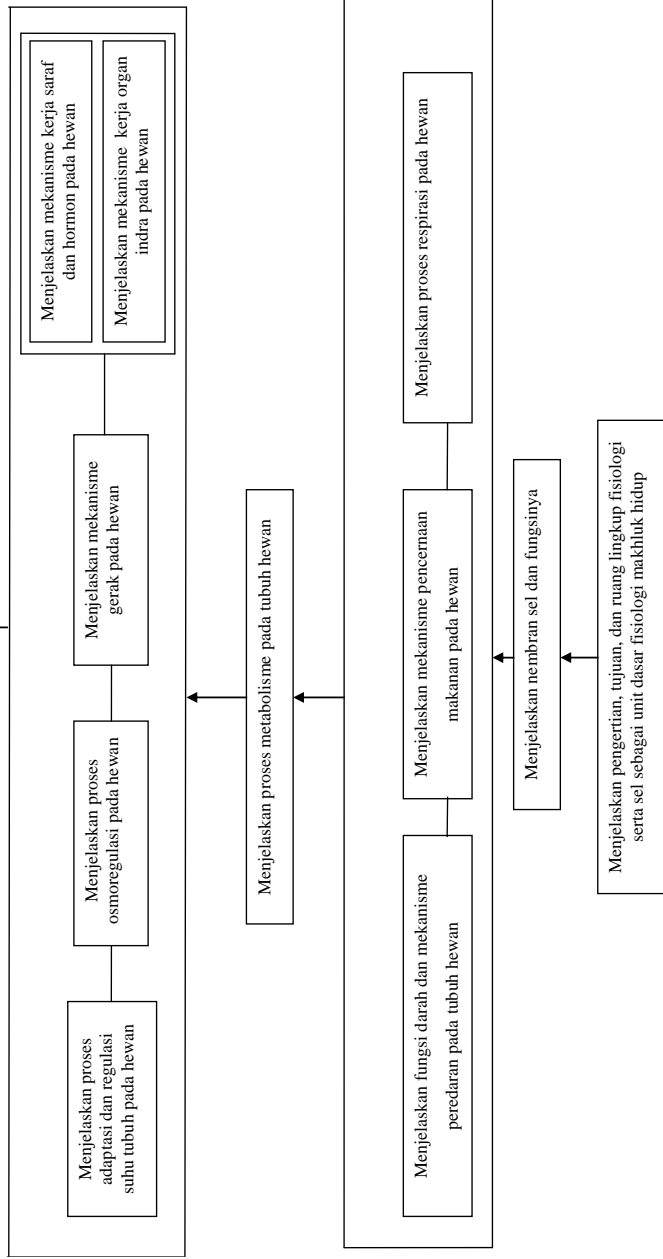 Menjelaskan proses
adaptasi dan regulasi
suhu tubuh pada hewan
Menjelaskan proses
osmoregulasi pada hewan
Menjelaskan mekanisme
gerak pada hewan
Menjelaskan mekanisme kerja saraf
dan hormon pada hewan
Menjelaskan mekanisme kerja organ
indra pada hewan
Menjelaskan proses metabolisme pada tubuh hewan
Menjelaskan fungsi darah dan mekanisme
peredaran pada tubuh hewan
Menjelaskan mekanisme pencernaan
makanan pada hewan
Menjelaskan proses respirasi pada hewan
Menjelaskan nembran sel dan fungsinya
Menjelaskan pengertian, tujuan, dan ruang lingkup fisiologi
serta sel sebagai unit dasar fisiologi makhluk hidup